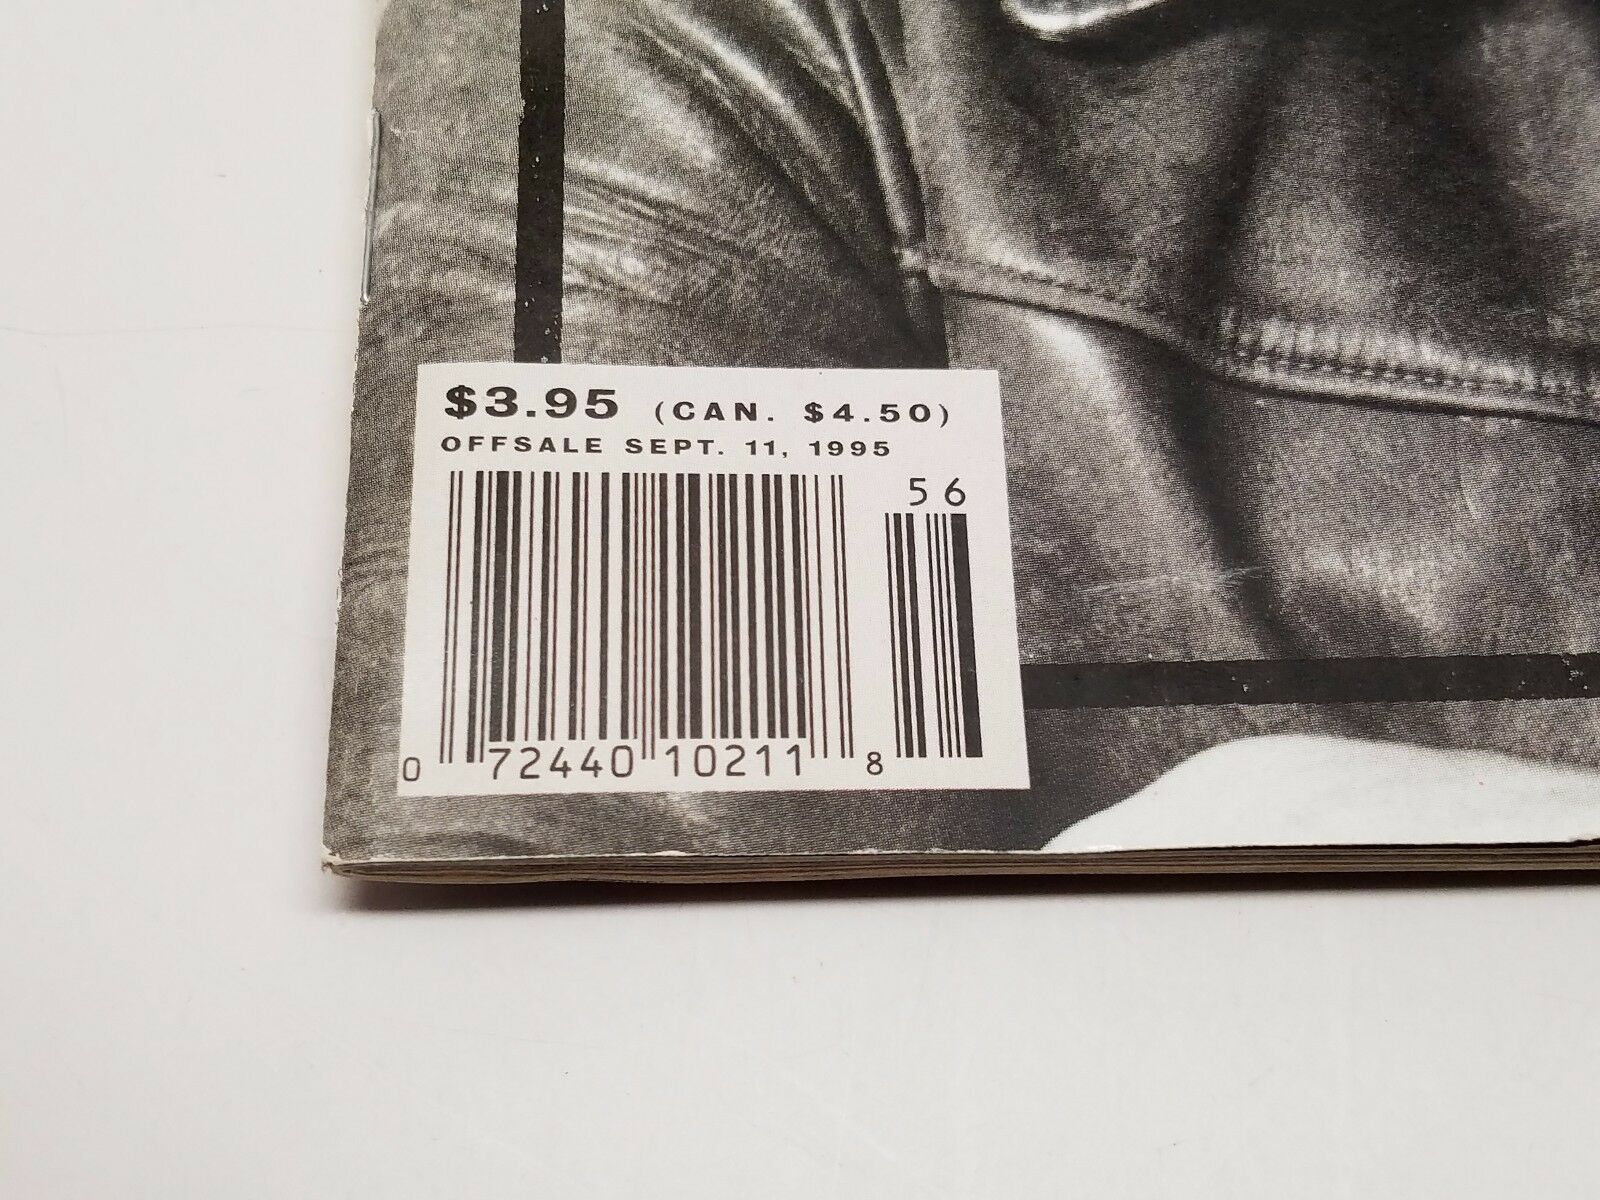 $3.95 (CAN. $4.50)
OFFSALE SEPT. 11, 1995
56
0 72440 10211 8